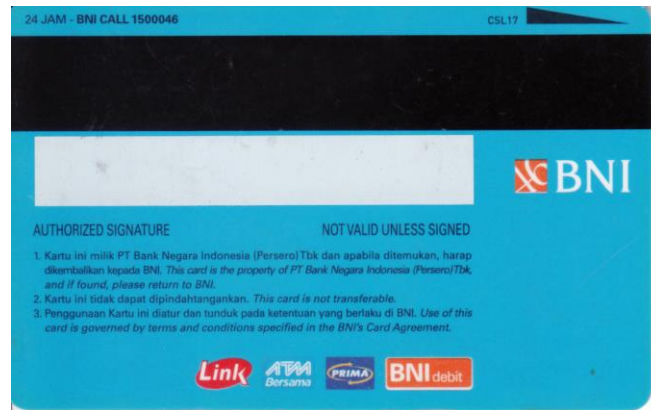 24 JAM - BNI CALL 1500046
CSL17
BNI
AUTHORIZED SIGNATURE
NOT VALID UNLESS SIGNED
1. Kartu ini milik PT Bank Negara Indonesia (Persero) Tbk dan apabila ditemukan, harap
dikembalikan kepada BNI. This card is the property of PT Bank Negara Indonesia (Persero) Tbk,
and if found, please return to BNI.
2. Kartu ini tidak dapat dipindahtangankan. This card is not transferable.
3. Penggunaan Kartu ini diatur dan tunduk pada ketentuan yang berlaku di BNI. Use of this
card is governed by terms and conditions specified in the BNI's Card Agreement.
Link
ATM
Bersama
PRIMA
BNI debit